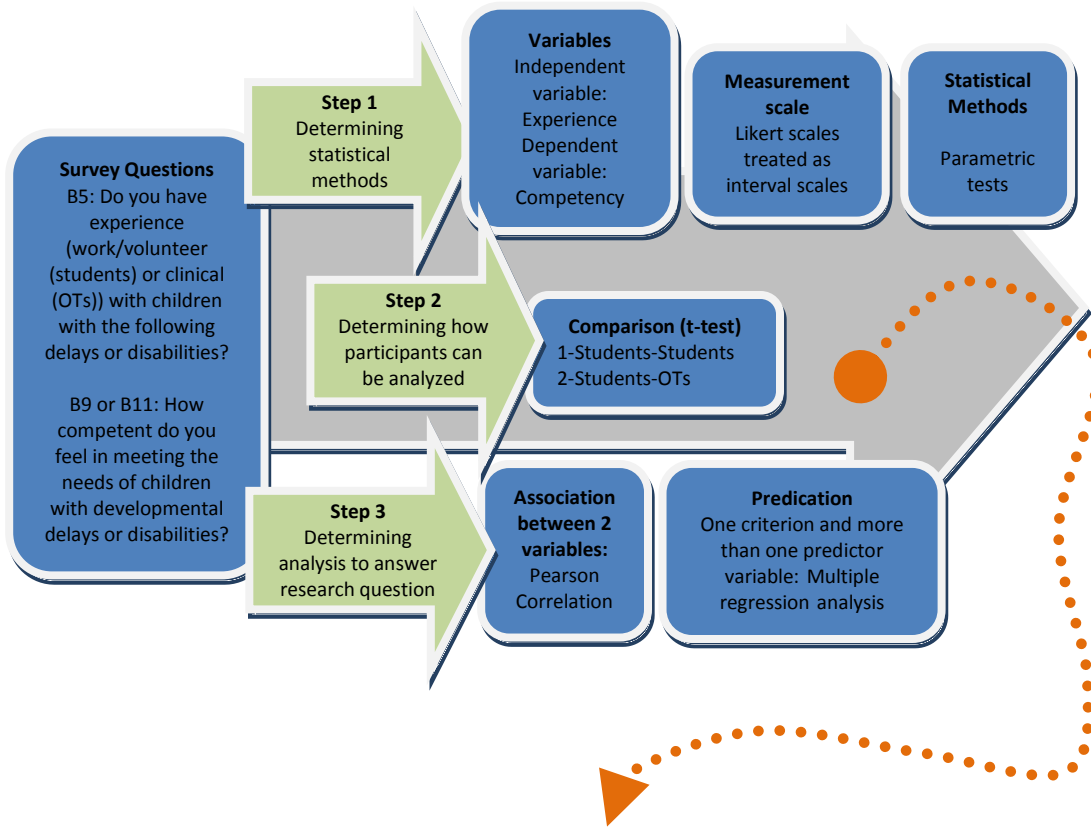 Survey Questions
B5: Do you have
experience
(work/volunteer
(students) or clinical
(OTs)) with children
with the following
delays or disabilities?
B9 or B11: How
competent do you
feel in meeting the
needs of children
with developmental
delays or disabilities?
Step 1
Determining
statistical
methods
Variables
Independent
variable:
Experience
Dependent
variable:
Competency
Measurement
scale
Likert scales
treated as
interval scales
Statistical
Methods
Parametric
tests
Step 2
Determining how
participants can
be analyzed
Comparison (t-test)
1-Students-Students
2-Students-OTs
Step 3
Determining
analysis to answer
research question
Association
between 2
variables:
Pearson
Correlation
Predication
One criterion and more
than one predictor
variable: Multiple
regression analysis